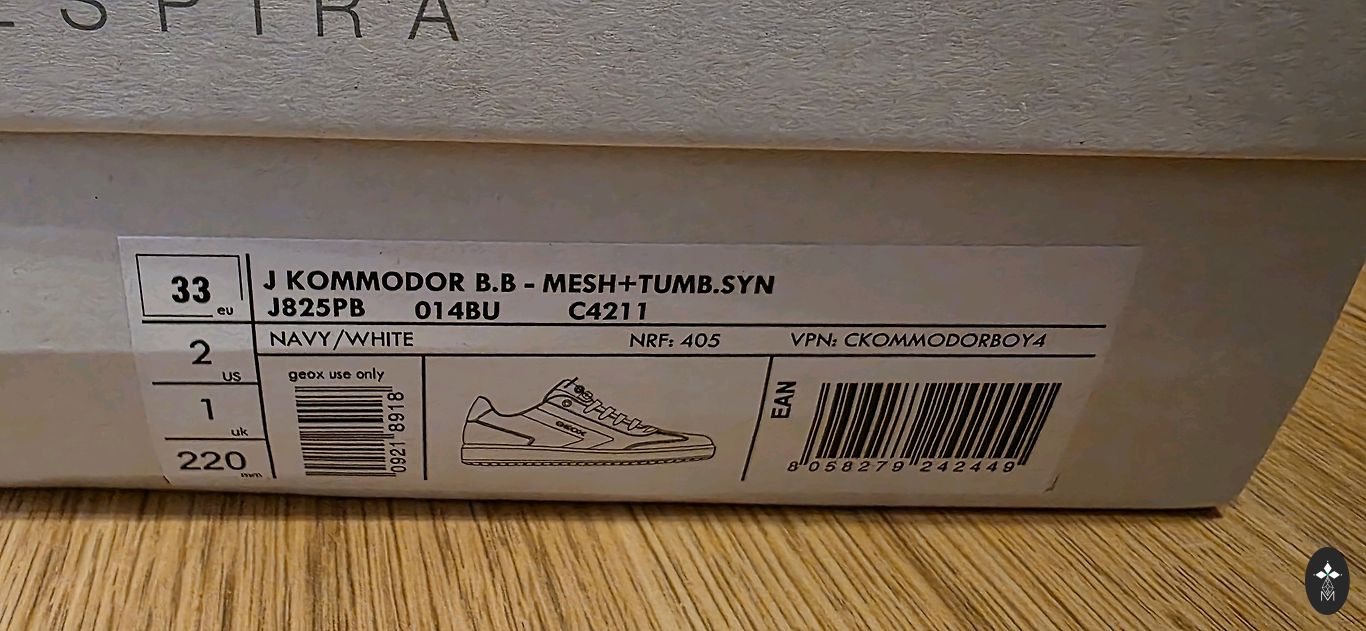 SPIRA
33 eu
J KOMMODOR B.B - MESH+TUMB.SYN
J825PB 014BU C4211
2 US
NAVY/WHITE NRF: 405 VPN: CKOMMODORBOY4
1 uk
220 mm
geox use only
0921 8918
GEOX
EAN
8 058279 242449
M